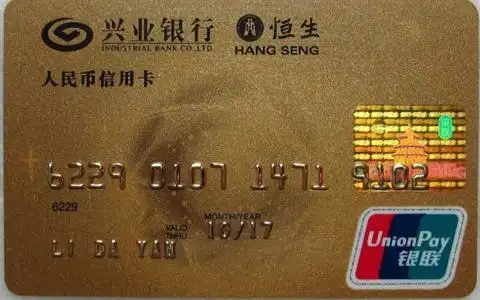 兴业银行 恒生
INDUSTRIAL BANK CO.,LTD. HANG SENG
人民币信用卡
6229 0107 1471 9102
6229
MONTH/YEAR
VALID THRU 10/17
LI DA YAN
UnionPay
银联